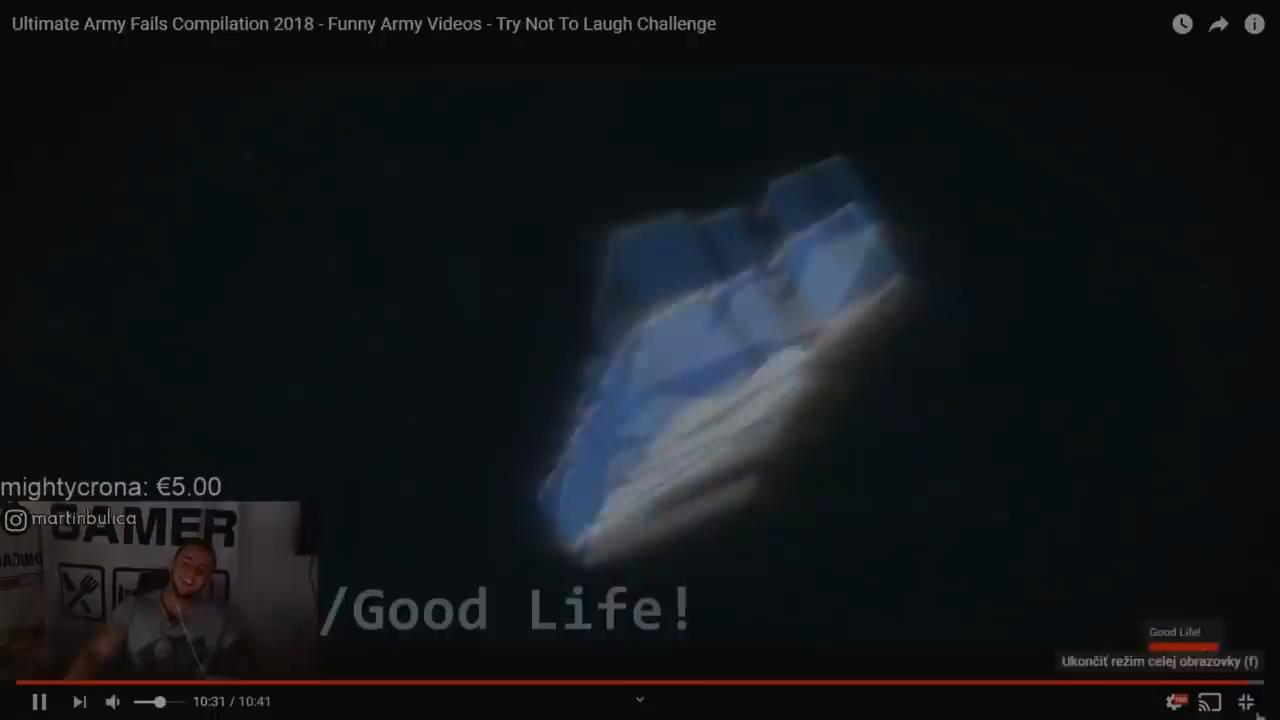 Ultimate Army Fails Compilation 2018 - Funny Army Videos - Try Not To Laugh Challenge
mightycrona: €5.00
martinbulica
GAMER
/Good Life!
Good Life!
Ukončiť režim celej obrazovky (f)
10:31 / 10:41